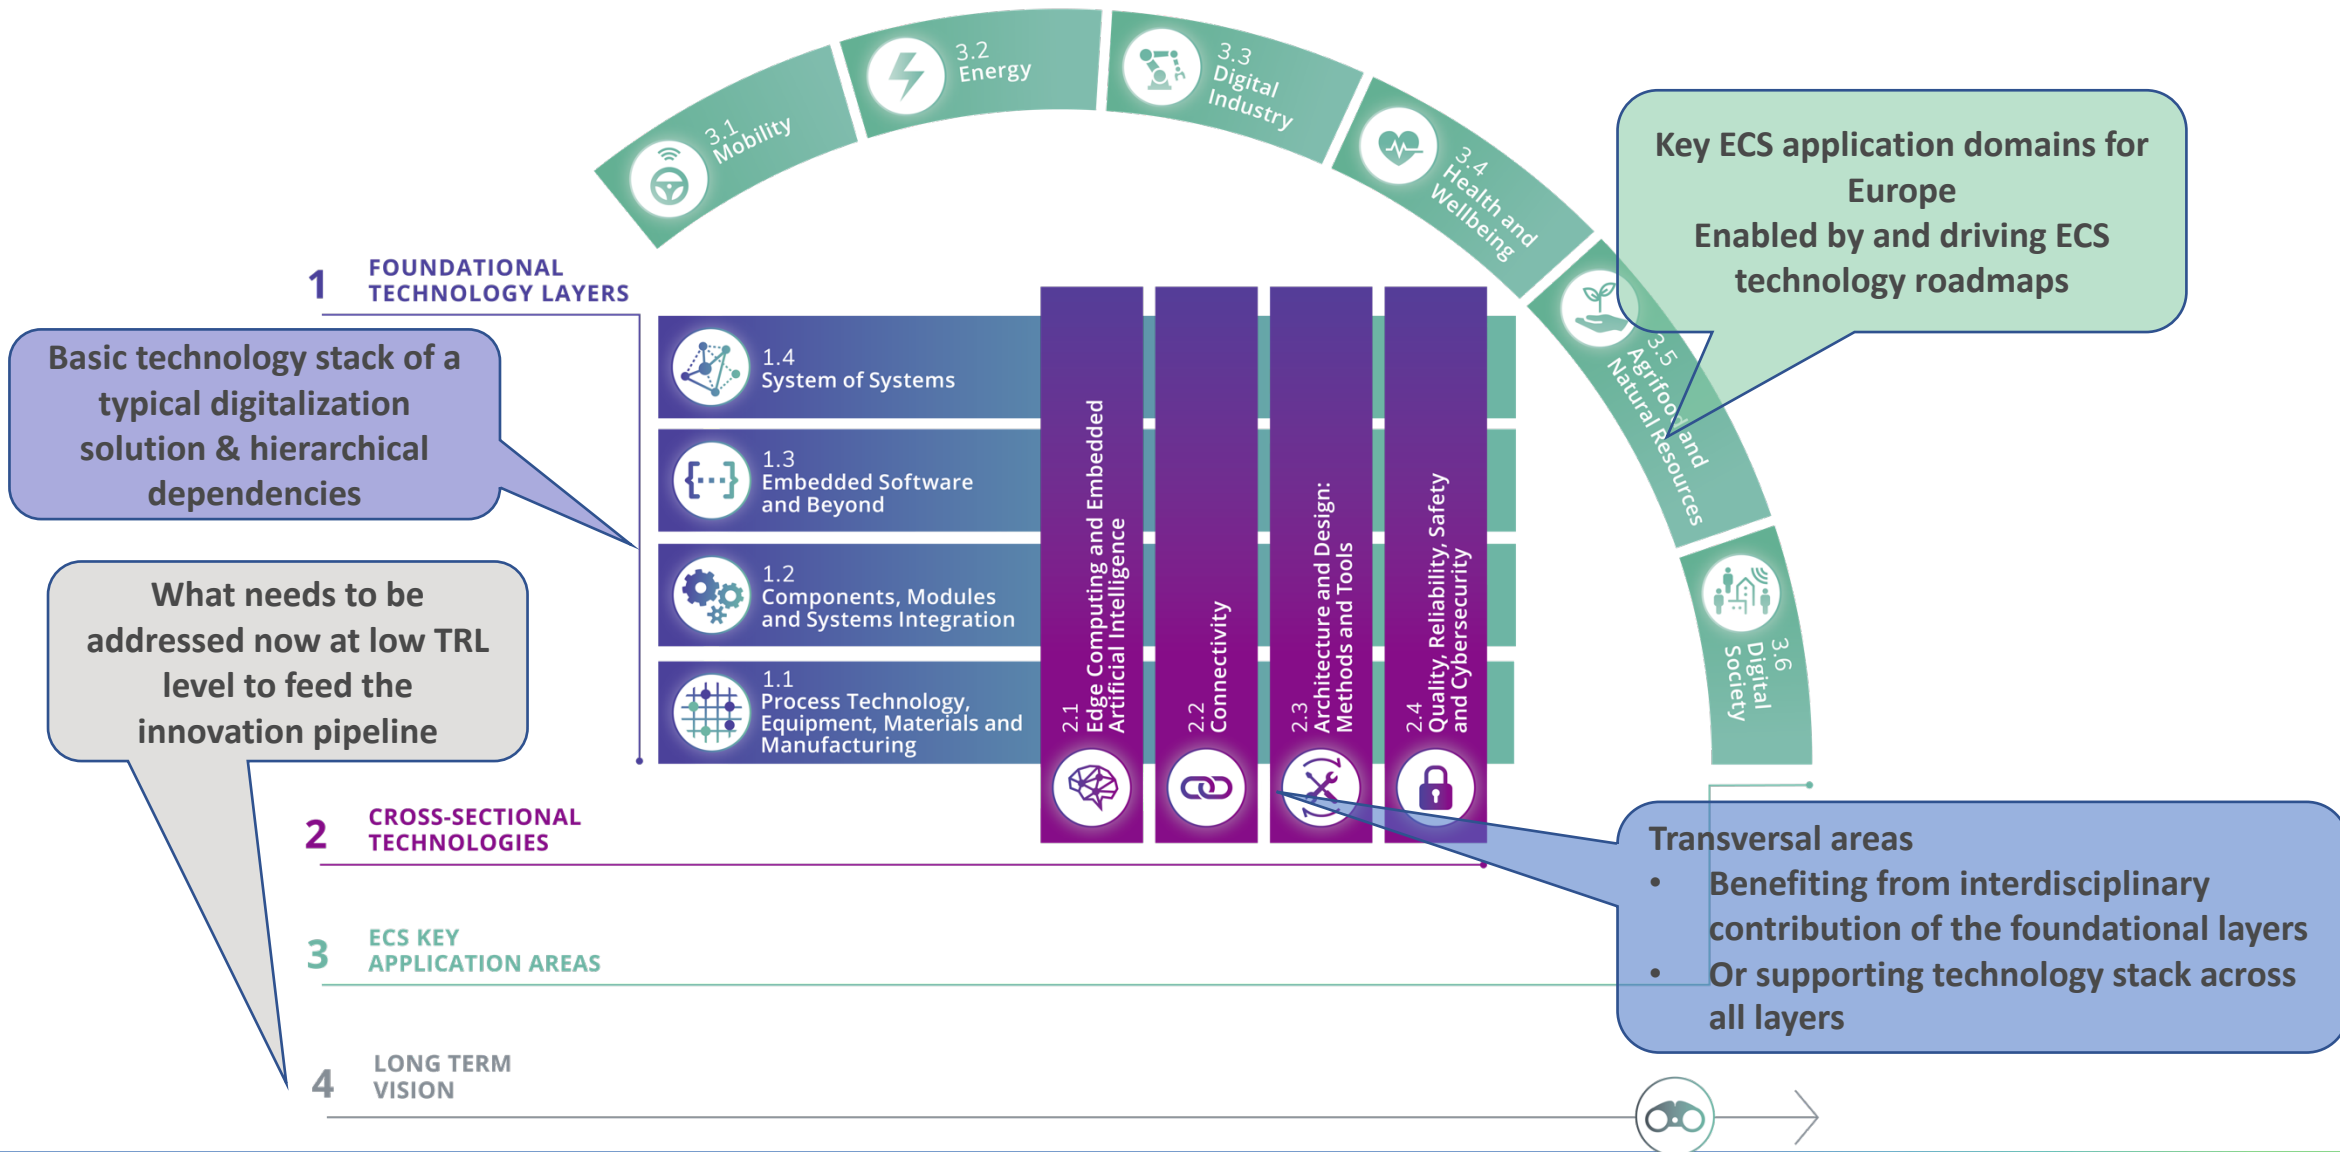 3.1
Mobility
3.2
Energy
3.3
Digital
Industry
3.4
Health and
Wellbeing
3.5
Agrifood and
Natural Resources
3.6
Digital
Society
Key ECS application domains for
Europe
Enabled by and driving ECS
technology roadmaps
1
FOUNDATIONAL
TECHNOLOGY LAYERS
Basic technology stack of a
typical digitalization
solution & hierarchical
dependencies
What needs to be
addressed now at low TRL
level to feed the
innovation pipeline
1.4
System of Systems
1.3
Embedded Software
and Beyond
1.2
Components, Modules
and Systems Integration
1.1
Process Technology,
Equipment, Materials and
Manufacturing
2.1
Edge Computing and Embedded
Artificial Intelligence
2.2
Connectivity
2.3
Architecture and Design:
Methods and Tools
2.4
Quality, Reliability, Safety
and Cybersecurity
2
CROSS-SECTIONAL
TECHNOLOGIES
Transversal areas
• Benefiting from interdisciplinary
contribution of the foundational layers
• Or supporting technology stack across
all layers
3
ECS KEY
APPLICATION AREAS
4
LONG TERM
VISION